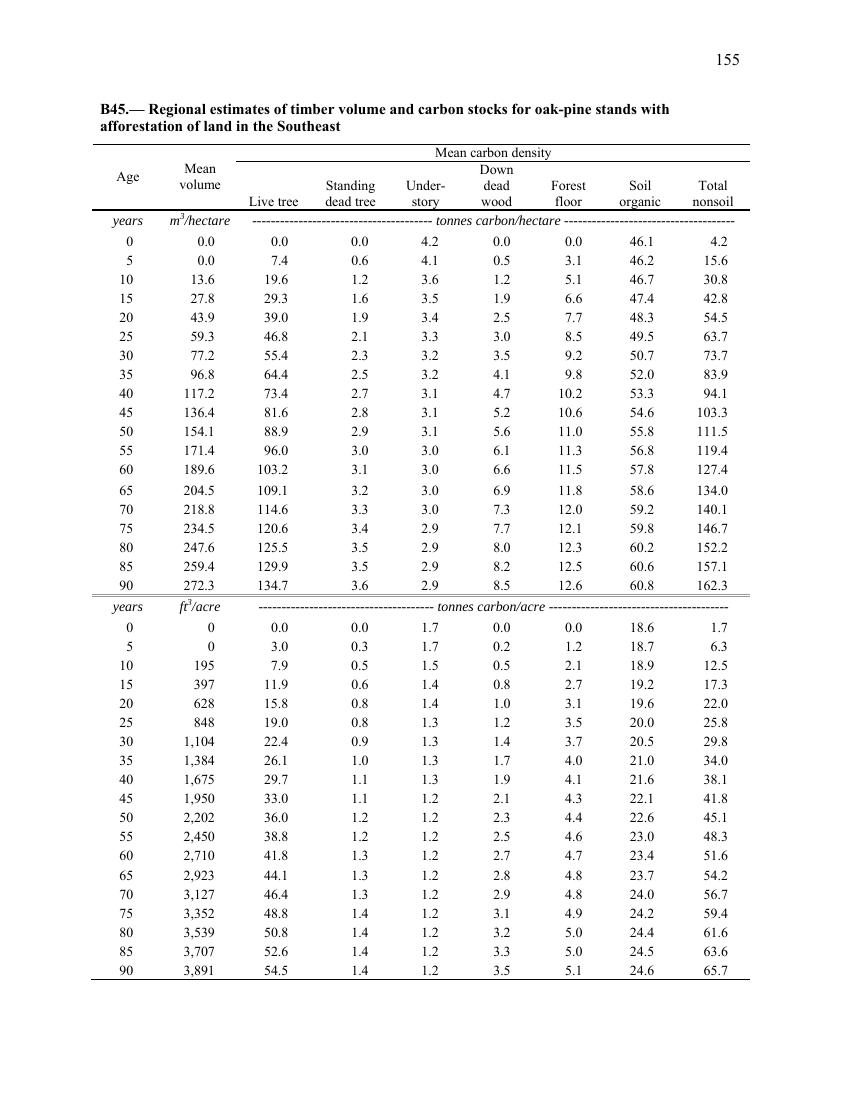 155
B45.— Regional estimates of timber volume and carbon stocks for oak-pine stands with
afforestation of land in the Southeast
Mean carbon density
Age Mean volume Live tree Standing dead tree Under-story Down dead wood Forest floor Soil organic Total nonsoil
years m³/hectare --------------------------------------- tonnes carbon/hectare -------------------------------------
0 0.0 0.0 0.0 4.2 0.0 0.0 46.1 4.2
5 0.0 7.4 0.6 4.1 0.5 3.1 46.2 15.6
10 13.6 19.6 1.2 3.6 1.2 5.1 46.7 30.8
15 27.8 29.3 1.6 3.5 1.9 6.6 47.4 42.8
20 43.9 39.0 1.9 3.4 2.5 7.7 48.3 54.5
25 59.3 46.8 2.1 3.3 3.0 8.5 49.5 63.7
30 77.2 55.4 2.3 3.2 3.5 9.2 50.7 73.7
35 96.8 64.4 2.5 3.2 4.1 9.8 52.0 83.9
40 117.2 73.4 2.7 3.1 4.7 10.2 53.3 94.1
45 136.4 81.6 2.8 3.1 5.2 10.6 54.6 103.3
50 154.1 88.9 2.9 3.1 5.6 11.0 55.8 111.5
55 171.4 96.0 3.0 3.0 6.1 11.3 56.8 119.4
60 189.6 103.2 3.1 3.0 6.6 11.5 57.8 127.4
65 204.5 109.1 3.2 3.0 6.9 11.8 58.6 134.0
70 218.8 114.6 3.3 3.0 7.3 12.0 59.2 140.1
75 234.5 120.6 3.4 2.9 7.7 12.1 59.8 146.7
80 247.6 125.5 3.5 2.9 8.0 12.3 60.2 152.2
85 259.4 129.9 3.5 2.9 8.2 12.5 60.6 157.1
90 272.3 134.7 3.6 2.9 8.5 12.6 60.8 162.3
years ft³/acre -------------------------------------- tonnes carbon/acre ---------------------------------------
0 0 0.0 0.0 1.7 0.0 0.0 18.6 1.7
5 0 3.0 0.3 1.7 0.2 1.2 18.7 6.3
10 195 7.9 0.5 1.5 0.5 2.1 18.9 12.5
15 397 11.9 0.6 1.4 0.8 2.7 19.2 17.3
20 628 15.8 0.8 1.4 1.0 3.1 19.6 22.0
25 848 19.0 0.8 1.3 1.2 3.5 20.0 25.8
30 1,104 22.4 0.9 1.3 1.4 3.7 20.5 29.8
35 1,384 26.1 1.0 1.3 1.7 4.0 21.0 34.0
40 1,675 29.7 1.1 1.3 1.9 4.1 21.6 38.1
45 1,950 33.0 1.1 1.2 2.1 4.3 22.1 41.8
50 2,202 36.0 1.2 1.2 2.3 4.4 22.6 45.1
55 2,450 38.8 1.2 1.2 2.5 4.6 23.0 48.3
60 2,710 41.8 1.3 1.2 2.7 4.7 23.4 51.6
65 2,923 44.1 1.3 1.2 2.8 4.8 23.7 54.2
70 3,127 46.4 1.3 1.2 2.9 4.8 24.0 56.7
75 3,352 48.8 1.4 1.2 3.1 4.9 24.2 59.4
80 3,539 50.8 1.4 1.2 3.2 5.0 24.4 61.6
85 3,707 52.6 1.4 1.2 3.3 5.0 24.5 63.6
90 3,891 54.5 1.4 1.2 3.5 5.1 24.6 65.7